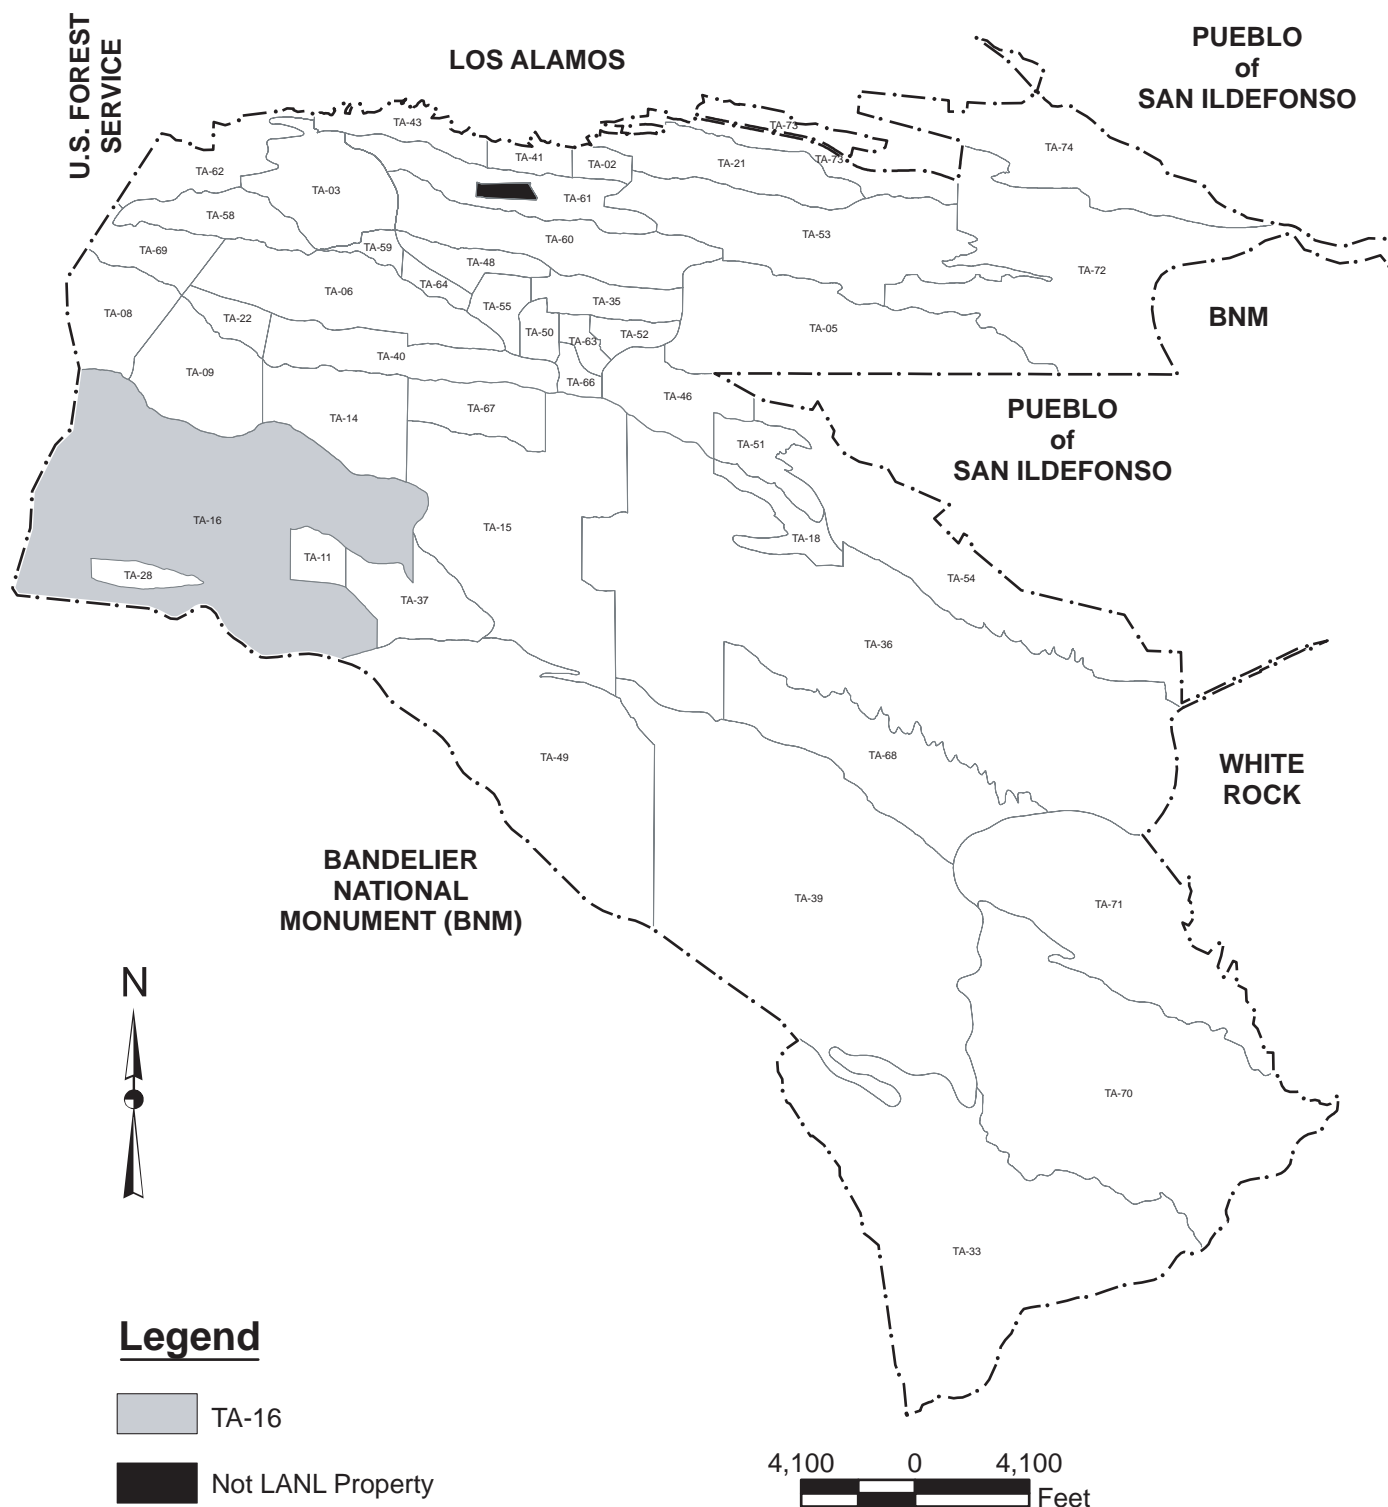 U.S. FOREST
SERVICE
LOS ALAMOS
PUEBLO
of
SAN ILDEFONSO
TA-43
TA-73
TA-74
TA-41
TA-02
TA-21
TA-73
TA-62
TA-03
TA-61
TA-58
TA-53
TA-60
TA-59
TA-69
TA-48
TA-72
TA-64
TA-06
TA-35
TA-55
TA-08
TA-22
TA-50
TA-63
TA-52
TA-05
BNM
TA-40
TA-09
TA-66
TA-46
TA-67
TA-14
PUEBLO
of
SAN ILDEFONSO
TA-51
TA-16
TA-15
TA-18
TA-11
TA-28
TA-54
TA-37
TA-36
TA-49
TA-68
WHITE
ROCK
BANDELIER
NATIONAL
MONUMENT (BNM)
TA-39
TA-71
N
TA-70
TA-33
Legend
TA-16
Not LANL Property
4,100 0 4,100
Feet